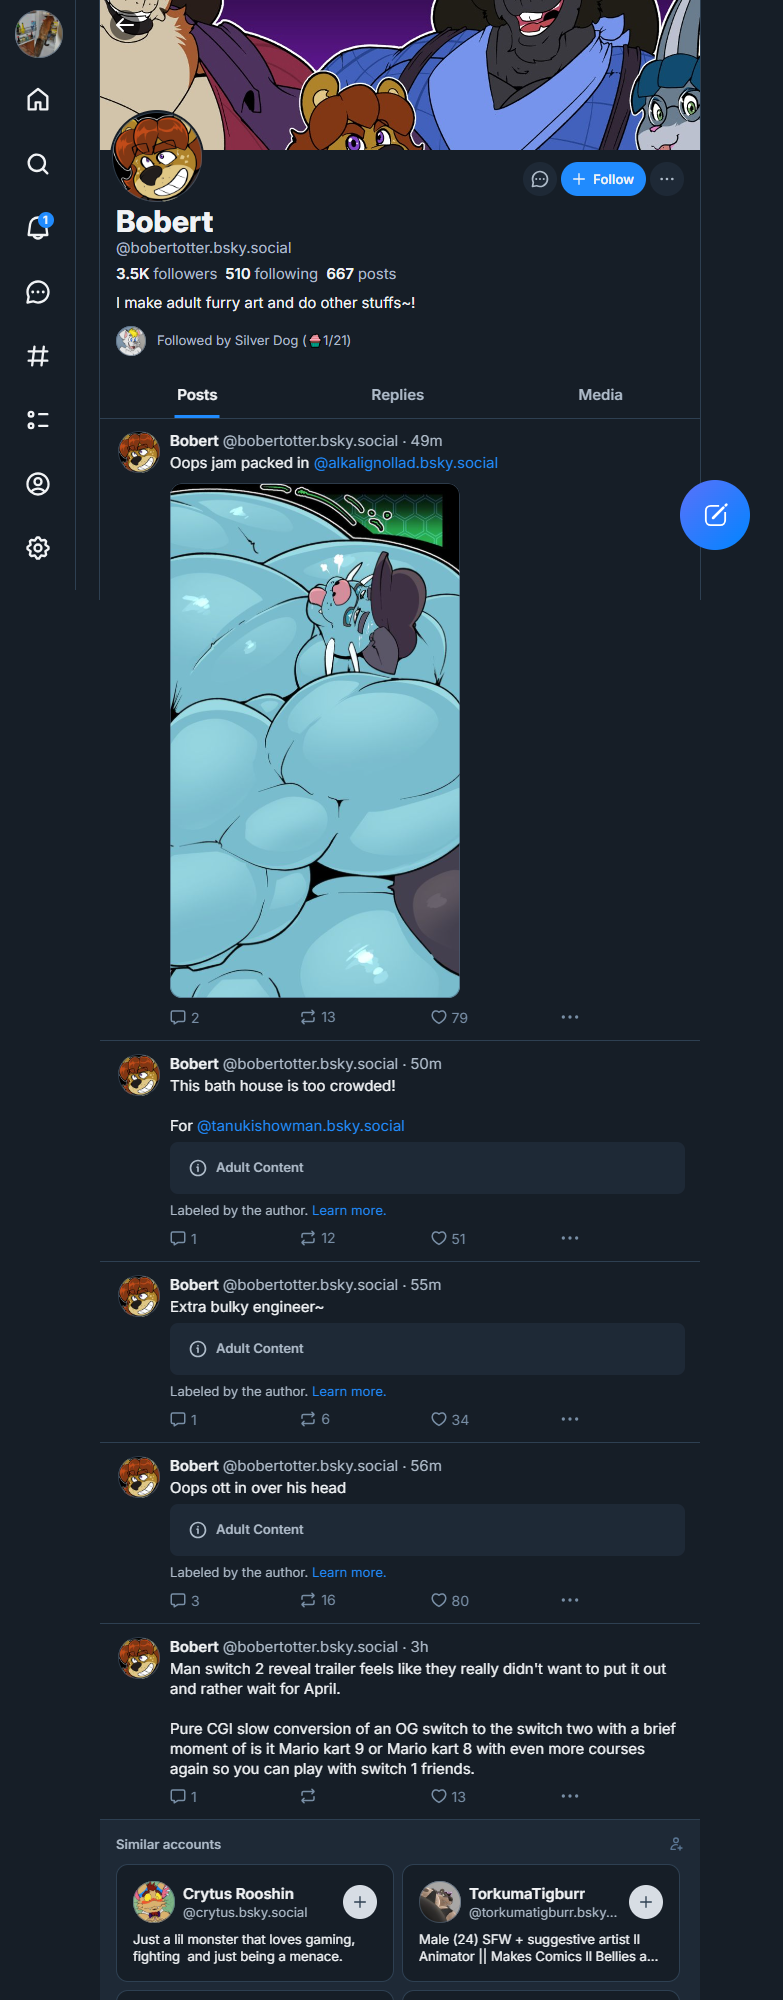 1
Follow
Bobert
@bobertotter.bsky.social
3.5K followers 510 following 667 posts
I make adult furry art and do other stuffs~!
Followed by Silver Dog (🧁1/21)
Posts Replies Media
Bobert @bobertotter.bsky.social · 49m
Oops jam packed in @alkalignollad.bsky.social
2 13 79
Bobert @bobertotter.bsky.social · 50m
This bath house is too crowded!
For @tanukishowman.bsky.social
Adult Content
Labeled by the author. Learn more.
1 12 51
Bobert @bobertotter.bsky.social · 55m
Extra bulky engineer~
Adult Content
Labeled by the author. Learn more.
1 6 34
Bobert @bobertotter.bsky.social · 56m
Oops ott in over his head
Adult Content
Labeled by the author. Learn more.
3 16 80
Bobert @bobertotter.bsky.social · 3h
Man switch 2 reveal trailer feels like they really didn't want to put it out
and rather wait for April.
Pure CGI slow conversion of an OG switch to the switch two with a brief
moment of is it Mario kart 9 or Mario kart 8 with even more courses
again so you can play with switch 1 friends.
1 13
Similar accounts
Crytus Rooshin
@crytus.bsky.social
Just a lil monster that loves gaming,
fighting and just being a menace.
TorkumaTigburr
@torkumatigburr.bsky...
Male (24) SFW + suggestive artist ll
Animator || Makes Comics ll Bellies a...